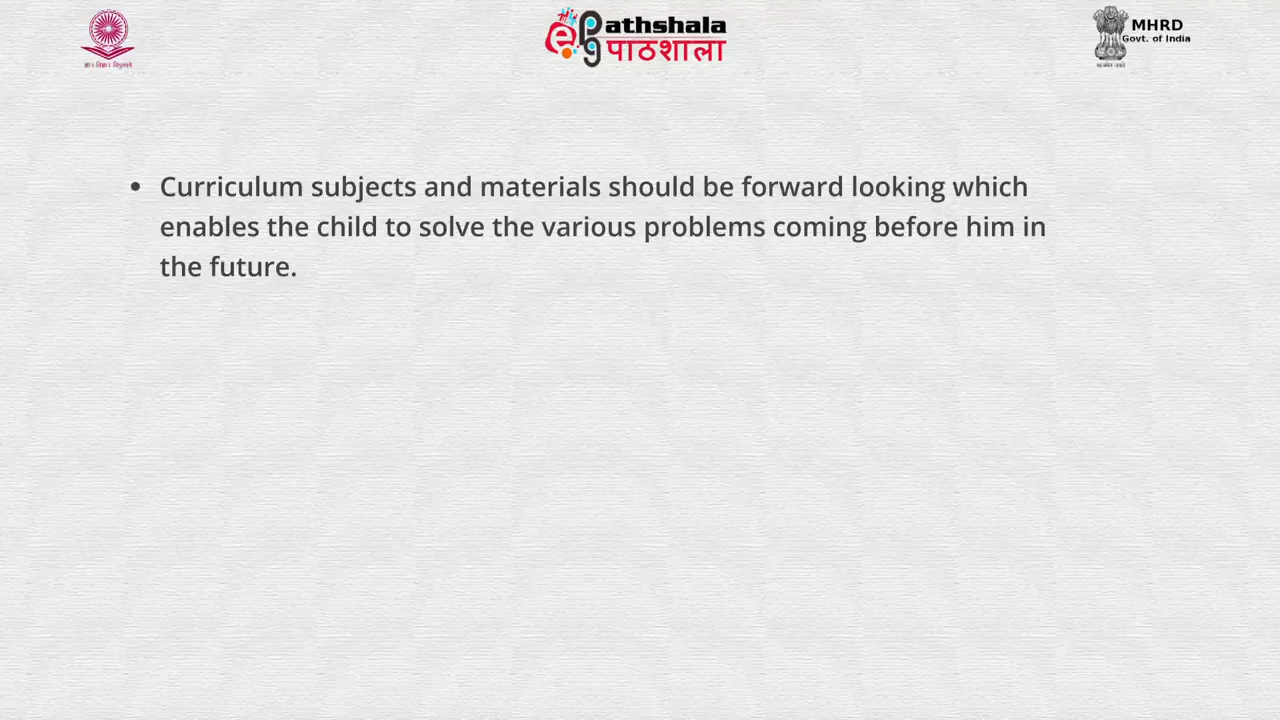 ePathshala
पाठशाला
MHRD
Govt. of India
• Curriculum subjects and materials should be forward looking which
enables the child to solve the various problems coming before him in
the future.